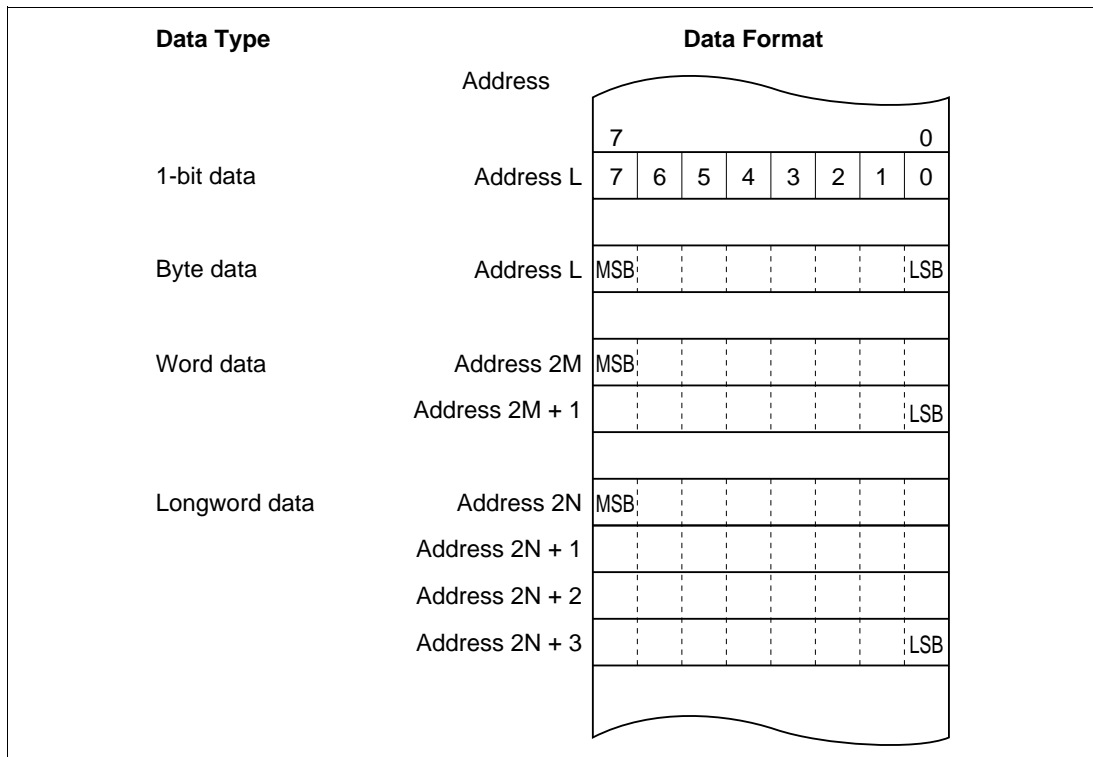 Data Type Data Format
Address
7 0
1-bit data Address L 7 6 5 4 3 2 1 0
Byte data Address L MSB LSB
Word data Address 2M MSB
Address 2M + 1 LSB
Longword data Address 2N MSB
Address 2N + 1
Address 2N + 2
Address 2N + 3 LSB